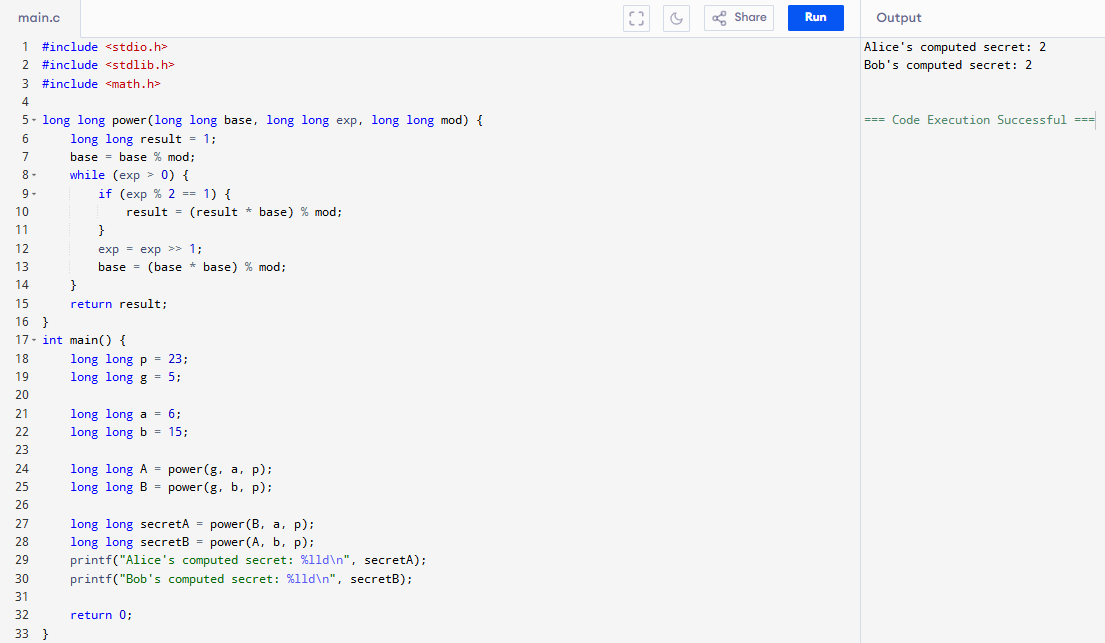 main.c
Share
Run
Output
1 #include <stdio.h>
2 #include <stdlib.h>
3 #include <math.h>
4
5 long long power(long long base, long long exp, long long mod) {
6     long long result = 1;
7     base = base % mod;
8     while (exp > 0) {
9         if (exp % 2 == 1) {
10             result = (result * base) % mod;
11         }
12         exp = exp >> 1;
13         base = (base * base) % mod;
14     }
15     return result;
16 }
17 int main() {
18     long long p = 23;
19     long long g = 5;
20
21     long long a = 6;
22     long long b = 15;
23
24     long long A = power(g, a, p);
25     long long B = power(g, b, p);
26
27     long long secretA = power(B, a, p);
28     long long secretB = power(A, b, p);
29     printf("Alice's computed secret: %lld\n", secretA);
30     printf("Bob's computed secret: %lld\n", secretB);
31
32     return 0;
33 }
Alice's computed secret: 2
Bob's computed secret: 2
=== Code Execution Successful ===